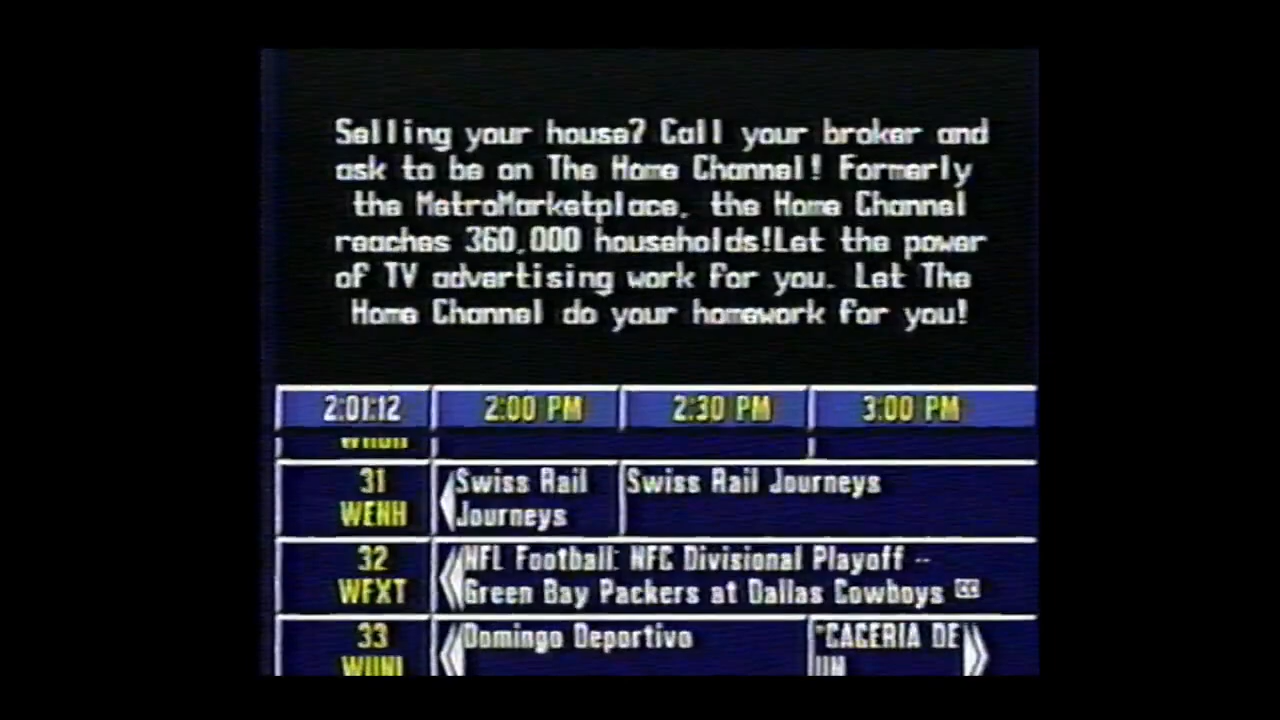 Selling your house? Call your broker and
ask to be on The Home Channel! Formerly
the MetroMarketplace, the Home Channel
reaches 360,000 households!Let the power
of TV advertising work for you. Let The
Home Channel do your homework for you!
2:01:12 2:00 PM 2:30 PM 3:00 PM
31 Swiss Rail Swiss Rail Journeys
WENH Journeys
32 NFL Football: NFC Divisional Playoff --
WFXT Green Bay Packers at Dallas Cowboys CC
33 Domingo Deportivo "CACERIA DE
UN